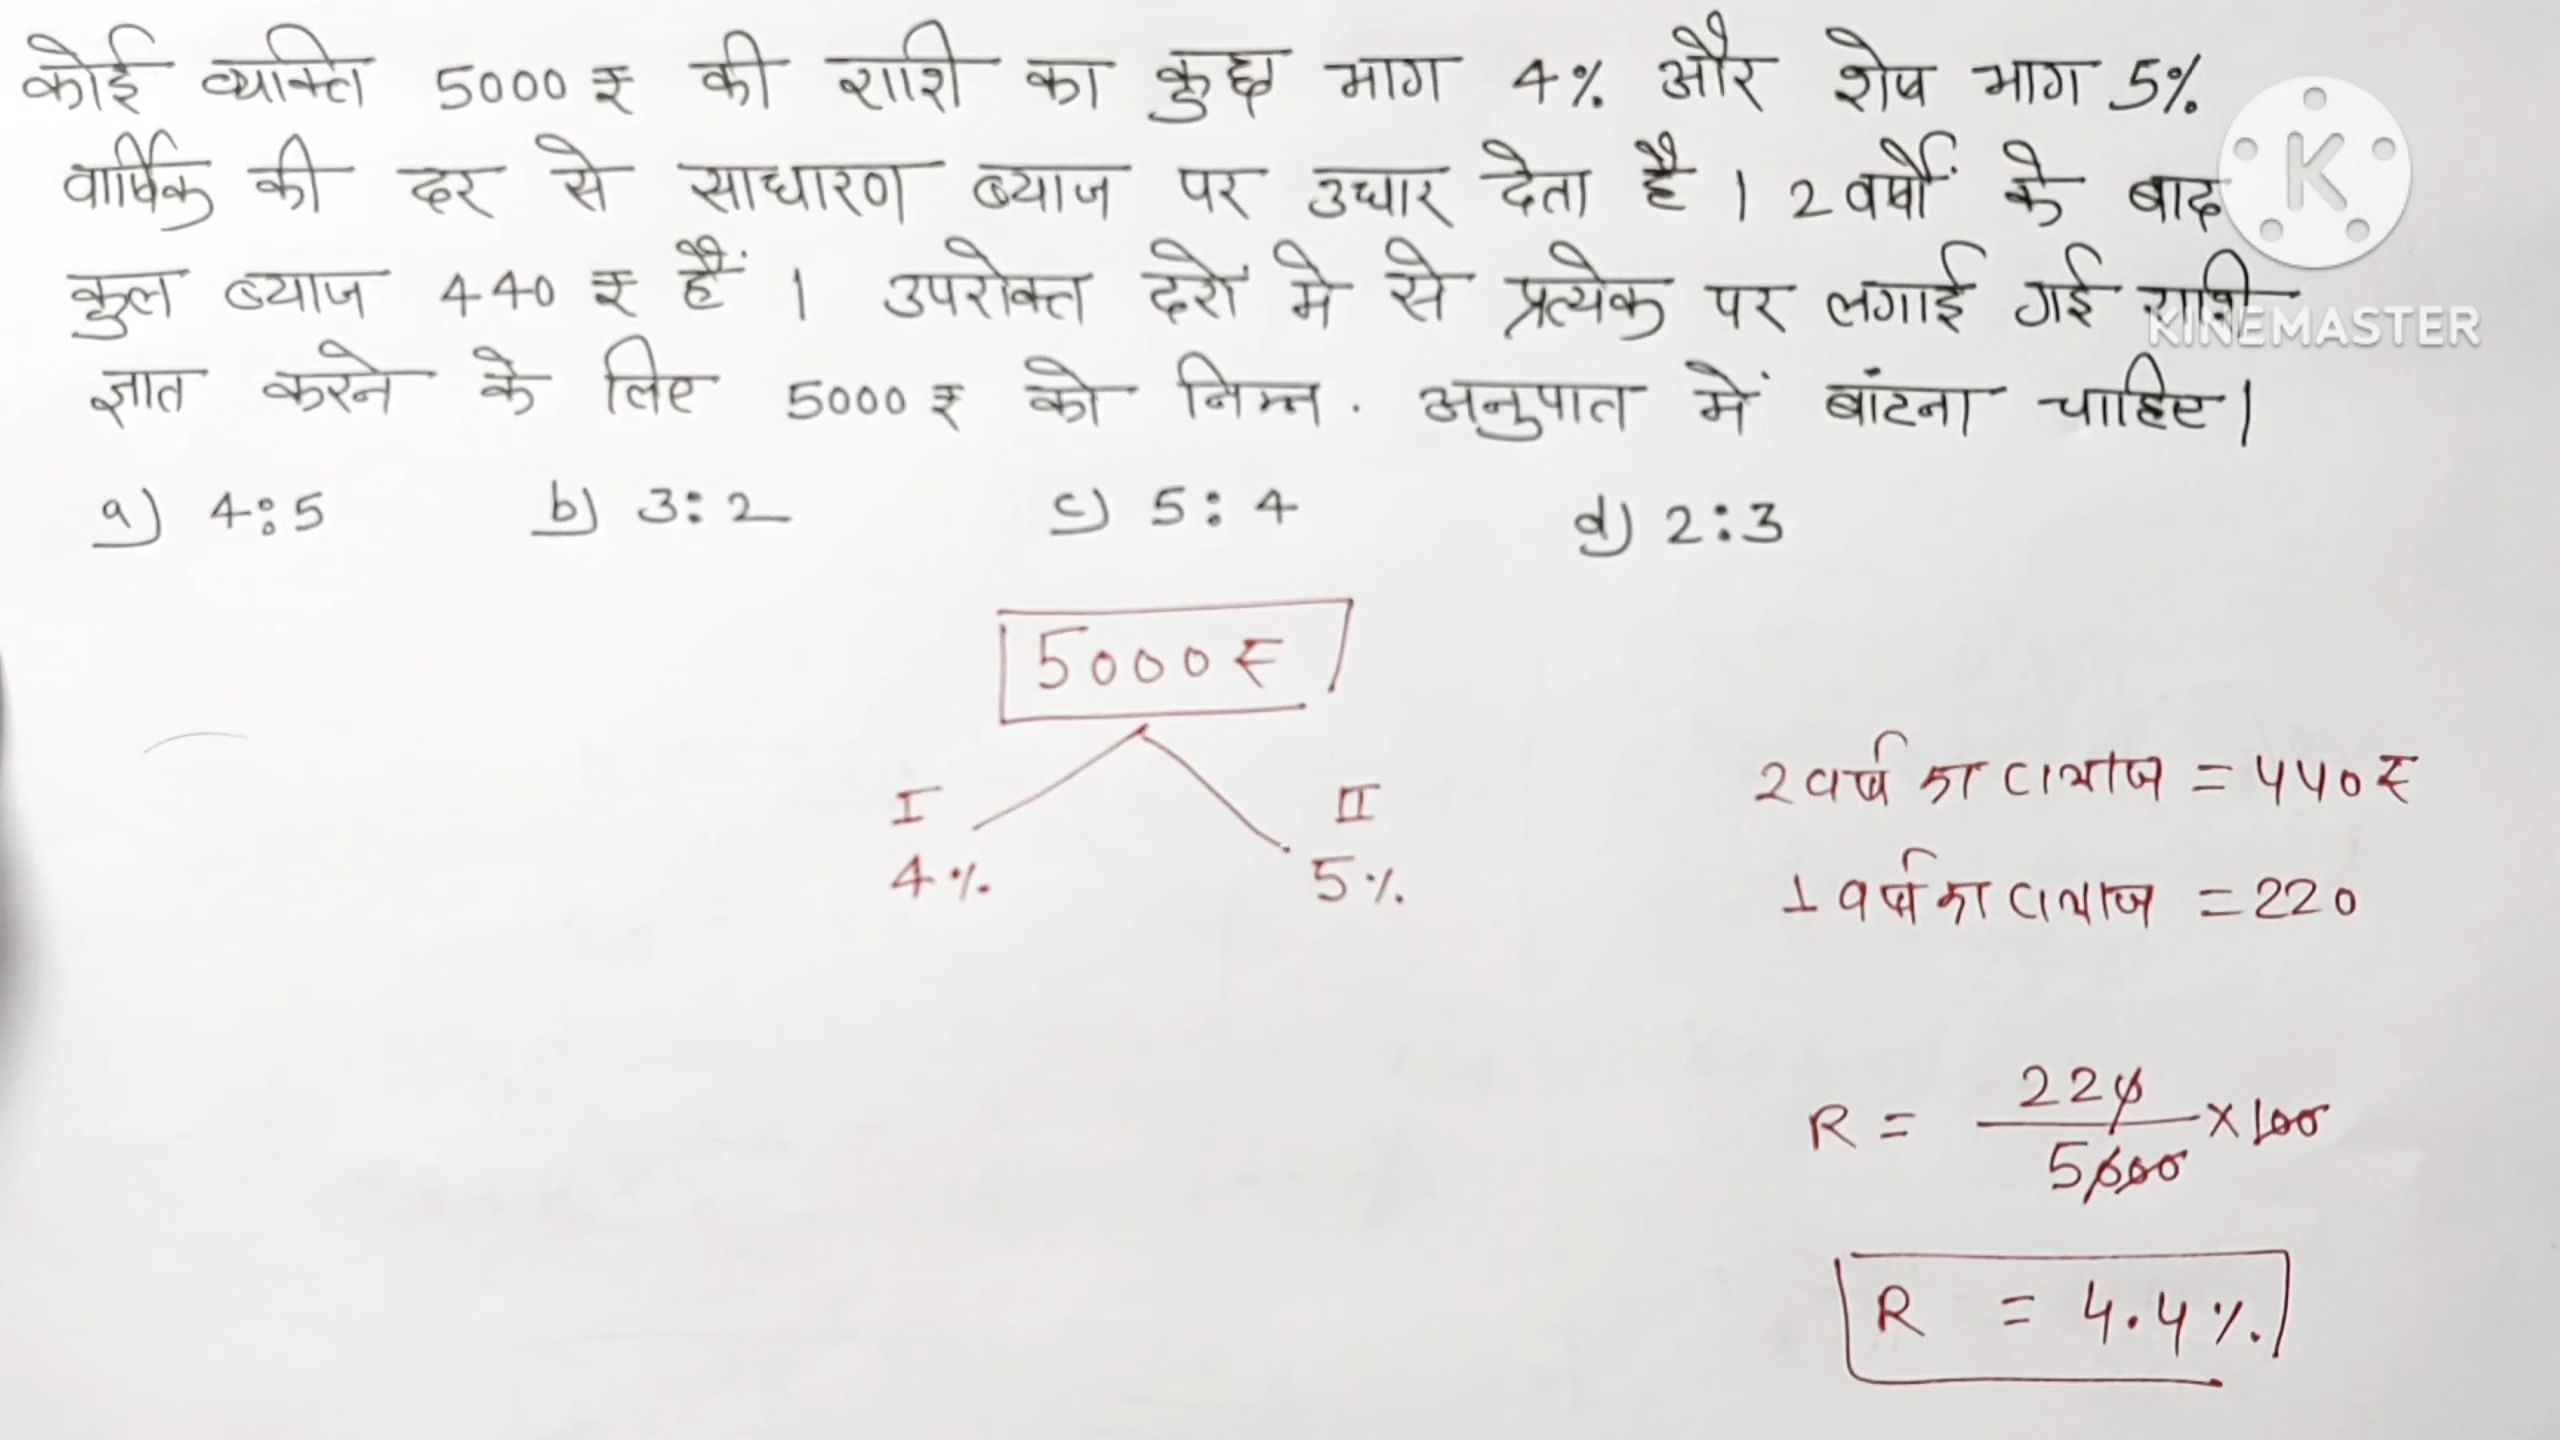 कोई व्यक्ति 5000 ₹ की राशि का कुछ भाग 4% और शेष भाग 5%
वार्षिक की दर से साधारण ब्याज पर उधार देता है । 2 वर्षों के बाद
कुल ब्याज 440 ₹ हैं । उपरोक्त दरों मे से प्रत्येक पर लगाई गई राशि
ज्ञात करने के लिए 5000 ₹ को निम्न . अनुपात में बांटना चाहिए।
a) 4:5 b) 3:2 c) 5:4 d) 2:3
K
KINEMASTER
5000₹
I II
4% 5%
2 वर्ष का ब्याज = 440₹
1 वर्ष का ब्याज = 220
R = 220/5000 × 100
R = 4.4%